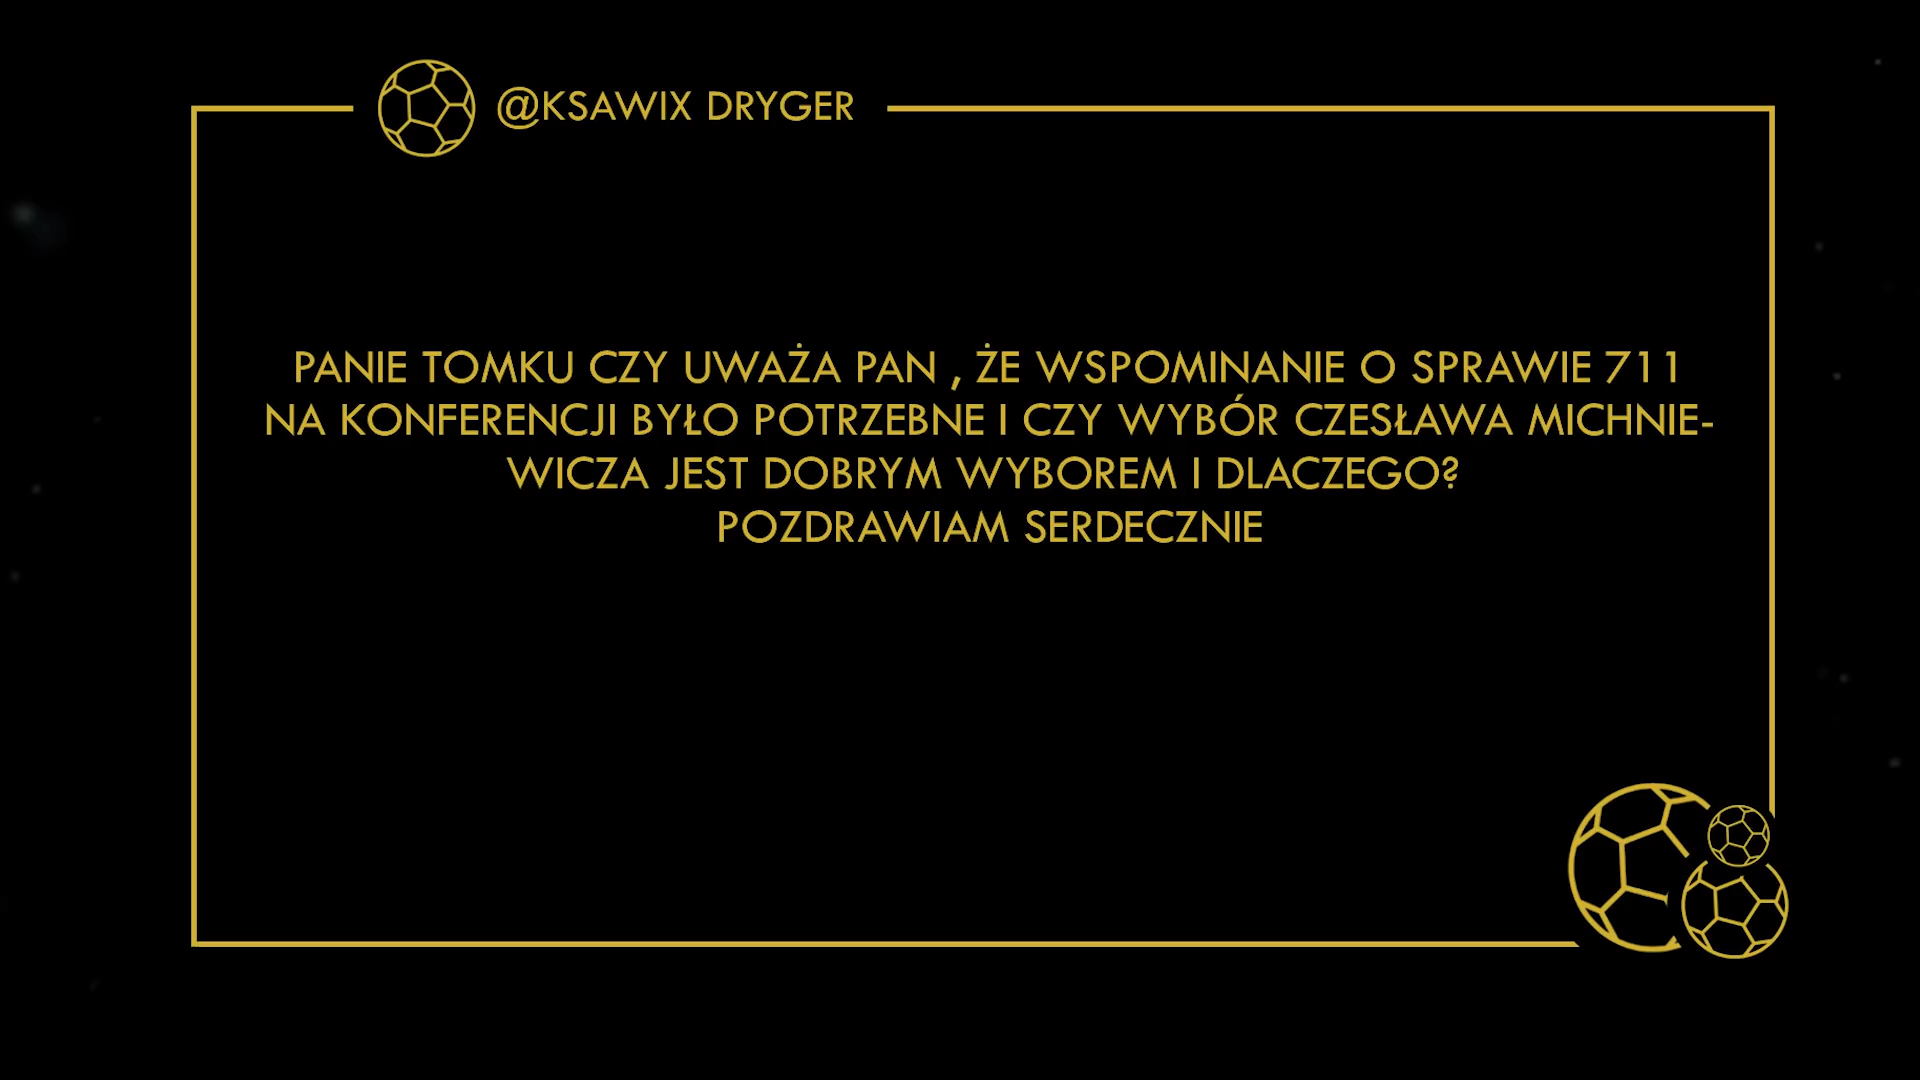 @KSAWIX DRYGER
PANIE TOMKU CZY UWAŻA PAN , ŻE WSPOMINANIE O SPRAWIE 711
NA KONFERENCJI BYŁO POTRZEBNE I CZY WYBÓR CZESŁAWA MICHNIE-
WICZA JEST DOBRYM WYBOREM I DLACZEGO?
POZDRAWIAM SERDECZNIE